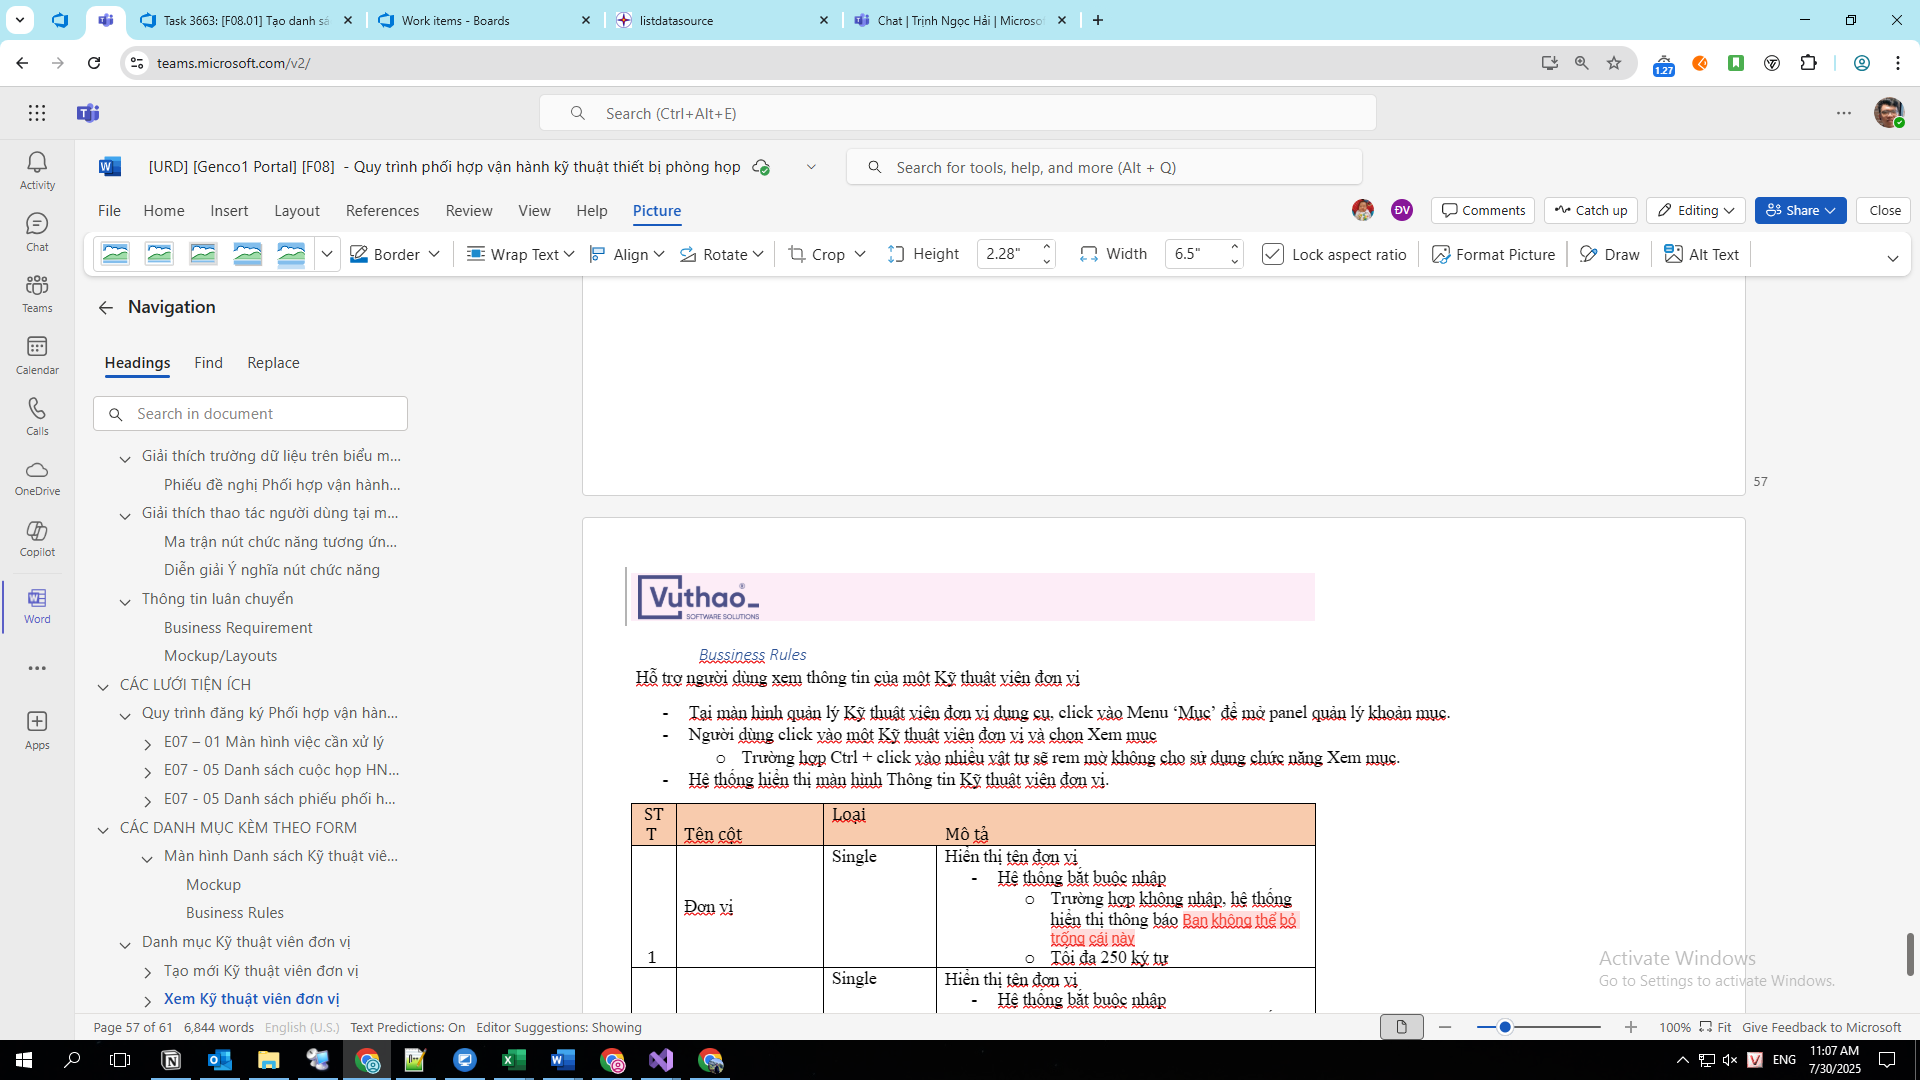 Task 3663: [F08.01] Tạo danh sá
Work items - Boards
listdatasource
Chat | Trịnh Ngọc Hải | Microsof
teams.microsoft.com/v2/
1.27
Search (Ctrl+Alt+E)
[URD] [Genco1 Portal] [F08] - Quy trình phối hợp vận hành kỹ thuật thiết bị phòng họp
Search for tools, help, and more (Alt + Q)
File Home Insert Layout References Review View Help Picture
ĐV Comments Catch up Editing Share Close
Border Wrap Text Align Rotate Crop Height 2.28" Width 6.5" Lock aspect ratio Format Picture Draw Alt Text
Activity
Chat
Teams
Calendar
Calls
OneDrive
Copilot
Word
Apps
Navigation
Headings Find Replace
Search in document
Giải thích trường dữ liệu trên biểu m...
Phiếu đề nghị Phối hợp vận hành...
Giải thích thao tác người dùng tại m...
Ma trận nút chức năng tương ứn...
Diễn giải Ý nghĩa nút chức năng
Thông tin luân chuyển
Business Requirement
Mockup/Layouts
CÁC LƯỚI TIỆN ÍCH
Quy trình đăng ký Phối hợp vận hàn...
E07 – 01 Màn hình việc cần xử lý
E07 - 05 Danh sách cuộc họp HN...
E07 - 05 Danh sách phiếu phối h...
CÁC DANH MỤC KÈM THEO FORM
Màn hình Danh sách Kỹ thuật viê...
Mockup
Business Rules
Danh mục Kỹ thuật viên đơn vị
Tạo mới Kỹ thuật viên đơn vị
Xem Kỹ thuật viên đơn vị
57
Vuthao_®
SOFTWARE SOLUTIONS
Bussiness Rules
Hỗ trợ người dùng xem thông tin của một Kỹ thuật viên đơn vị
- Tại màn hình quản lý Kỹ thuật viên đơn vị dụng cụ, click vào Menu ‘Mục’ để mở panel quản lý khoản mục.
- Người dùng click vào một Kỹ thuật viên đơn vị và chọn Xem mục
o Trường hợp Ctrl + click vào nhiều vật tư sẽ rem mờ không cho sử dụng chức năng Xem mục.
- Hệ thống hiển thị màn hình Thông tin Kỹ thuật viên đơn vị.
ST
T
Tên cột
Loại
Mô tả
1
Đơn vị
Single
Hiển thị tên đơn vị
- Hệ thống bắt buộc nhập
o Trường hợp không nhập, hệ thống
hiển thị thông báo Bạn không thể bỏ
trống cái này
o Tối đa 250 ký tự
Single
Hiển thị tên đơn vị
- Hệ thống bắt buộc nhập
Activate Windows
Go to Settings to activate Windows.
Page 57 of 61 6,844 words English (U.S.) Text Predictions: On Editor Suggestions: Showing
100% Fit Give Feedback to Microsoft
ENG
11:07 AM
7/30/2025